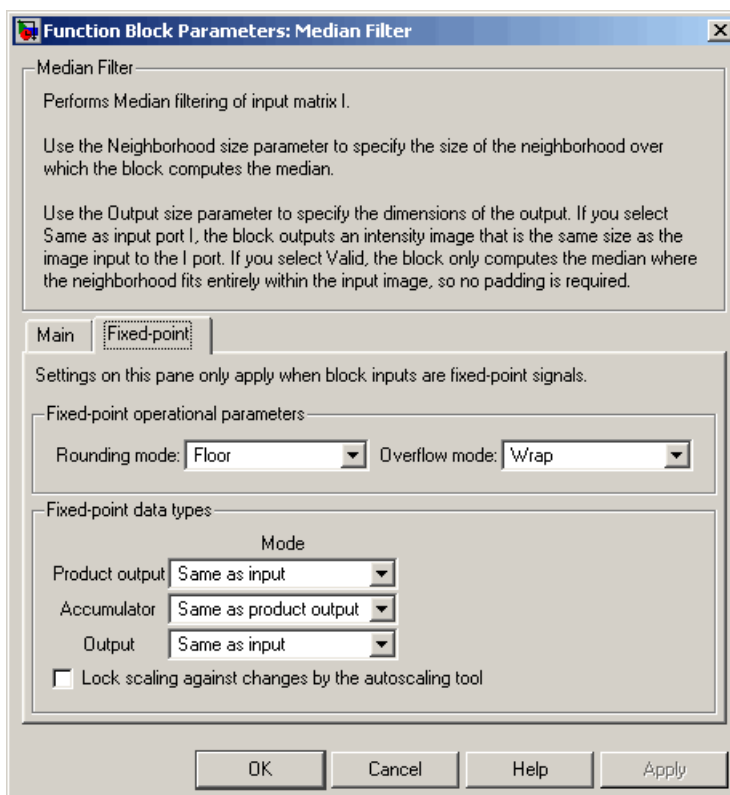 Function Block Parameters: Median Filter
Median Filter
Performs Median filtering of input matrix I.
Use the Neighborhood size parameter to specify the size of the neighborhood over
which the block computes the median.
Use the Output size parameter to specify the dimensions of the output. If you select
Same as input port I, the block outputs an intensity image that is the same size as the
image input to the I port. If you select Valid, the block only computes the median where
the neighborhood fits entirely within the input image, so no padding is required.
Main Fixed-point
Settings on this pane only apply when block inputs are fixed-point signals.
Fixed-point operational parameters
Rounding mode: Floor Overflow mode: Wrap
Fixed-point data types
Mode
Product output Same as input
Accumulator Same as product output
Output Same as input
Lock scaling against changes by the autoscaling tool
OK Cancel Help Apply